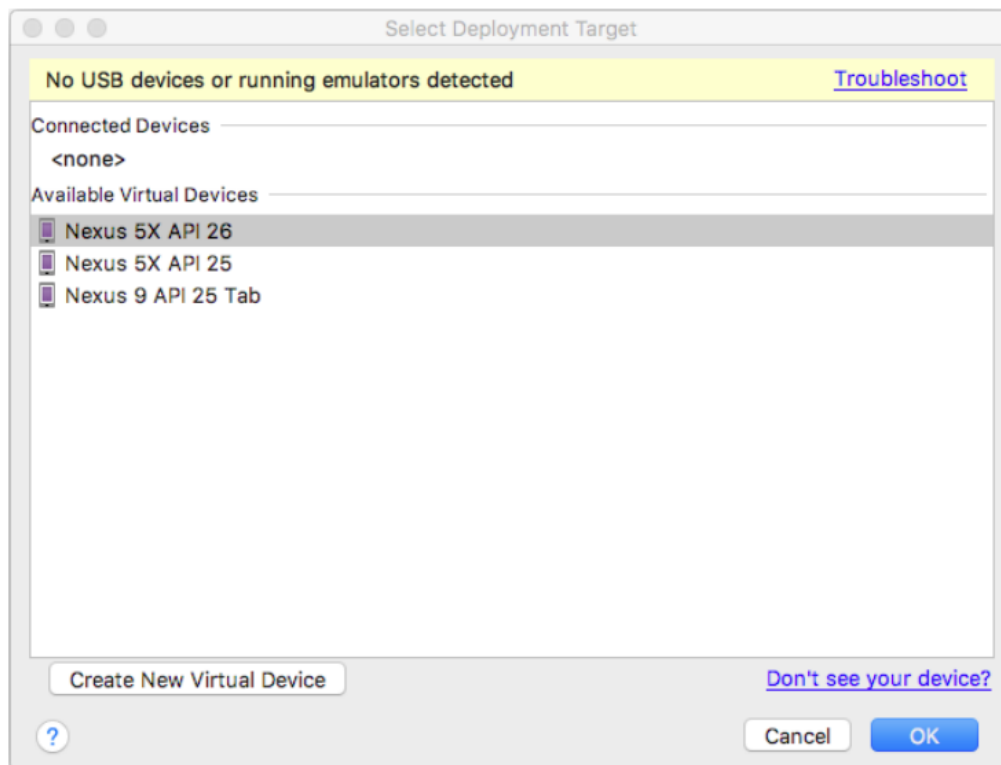 Select Deployment Target
No USB devices or running emulators detected Troubleshoot
Connected Devices
<none>
Available Virtual Devices
Nexus 5X API 26
Nexus 5X API 25
Nexus 9 API 25 Tab
Create New Virtual Device Don't see your device?
? Cancel OK